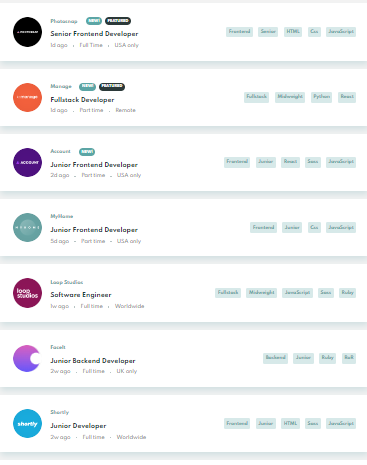 Photosnap NEW! FEATURED
Senior Frontend Developer
1d ago • Full Time • USA only
Frontend Senior HTML Css JavaScript
Manage NEW! FEATURED
Fullstack Developer
1d ago • Part time • Remote
Fullstack Midweight Python React
ACCOUNT
Account NEW!
Junior Frontend Developer
2d ago • Part time • USA only
Frontend Junior React Sass JavaScript
MyHome
Junior Frontend Developer
5d ago • Part time • USA only
Frontend Junior Css JavaScript
loop
studios
Loop Studios
Software Engineer
1w ago • Full time • Worldwide
Fullstack Midweight JavaScript Sass Ruby
FaceIt
Junior Backend Developer
2w ago • Full time • UK only
Backend Junior Ruby RoR
shortly
Shortly
Junior Developer
2w ago • Full time • Worldwide
Frontend Junior HTML Sass JavaScript